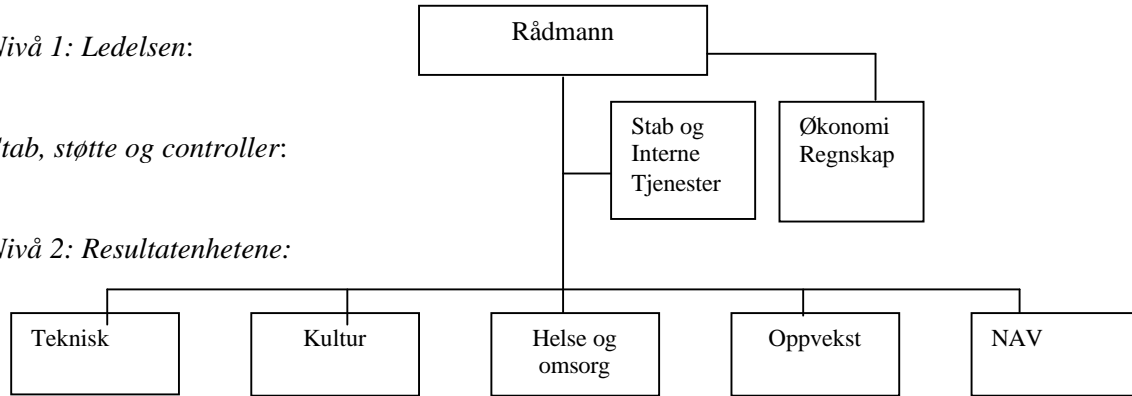 Rådmann
Nivå 1: Ledelsen:
Stab og
Interne
Tjenester
Økonomi
Regnskap
Stab, støtte og controller:
Nivå 2: Resultatenhetene:
Teknisk
Kultur
Helse og
omsorg
Oppvekst
NAV